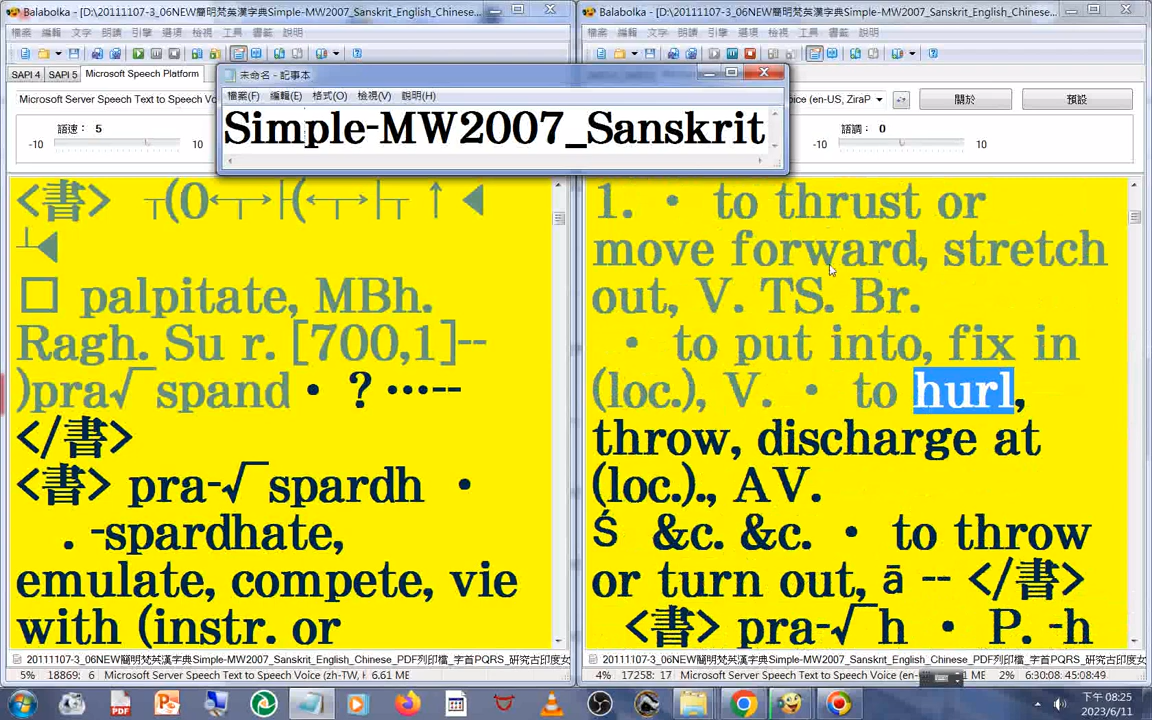 Balabolka - [D:\20111107-3_06NEW簡明梵英漢字典Simple-MW2007_Sanskrit_English_Chinese...
檔案 編輯 文字 朗讀 引擎 選項 檢視 工具 書籤 說明
SAPI 4 SAPI 5 Microsoft Speech Platform
Microsoft Server Speech Text to Speech Vo
語速： 5
-10 10
<書> ┬(0←┬→├(←┬→├┬ ↑ ◀
┴◀
□ palpitate, MBh.
Ragh. Su r. [700,1]--
)pra√ spand • ? …--
</書>
<書> pra-√ spardh •
. -spardhate,
emulate, compete, vie
with (instr. or
20111107-3_06NEW簡明梵英漢字典Simple-MW2007_Sanskrit_English_Chinese_PDF列印檔_字首PQRS_研究古印度女
5% 18869: 6 Microsoft Server Speech Text to Speech Voice (zh-TW, H 6.61 MB
未命名 - 記事本
檔案(F) 編輯(E) 格式(O) 檢視(V) 說明(H)
Simple-MW2007_Sanskrit
Balabolka - [D:\20111107-3_06NEW簡明梵英漢字典Simple-MW2007_Sanskrit_English_Chinese...
檔案 編輯 文字 朗讀 引擎 選項 檢視 工具 書籤 說明
oice (en-US, ZiraP 關於 預設
語調： 0
-10 10
1. • to thrust or
move forward, stretch
out, V. TS. Br.
• to put into, fix in
(loc.), V. • to hurl,
throw, discharge at
(loc.)., AV.
Ś &c. &c. • to throw
or turn out, ā -- </書>
<書> pra-√ h • P. -h
20111107-3_06NEW簡明梵英漢字典Simple-MW2007_Sanskrit_English_Chinese_PDF列印檔_字首PQRS_研究古印度女
4% 17258: 17 Microsoft Server Speech Text to Speech Voice (en- 2% 6:30:08. 45:08:49
下午 08:25
2023/6/11